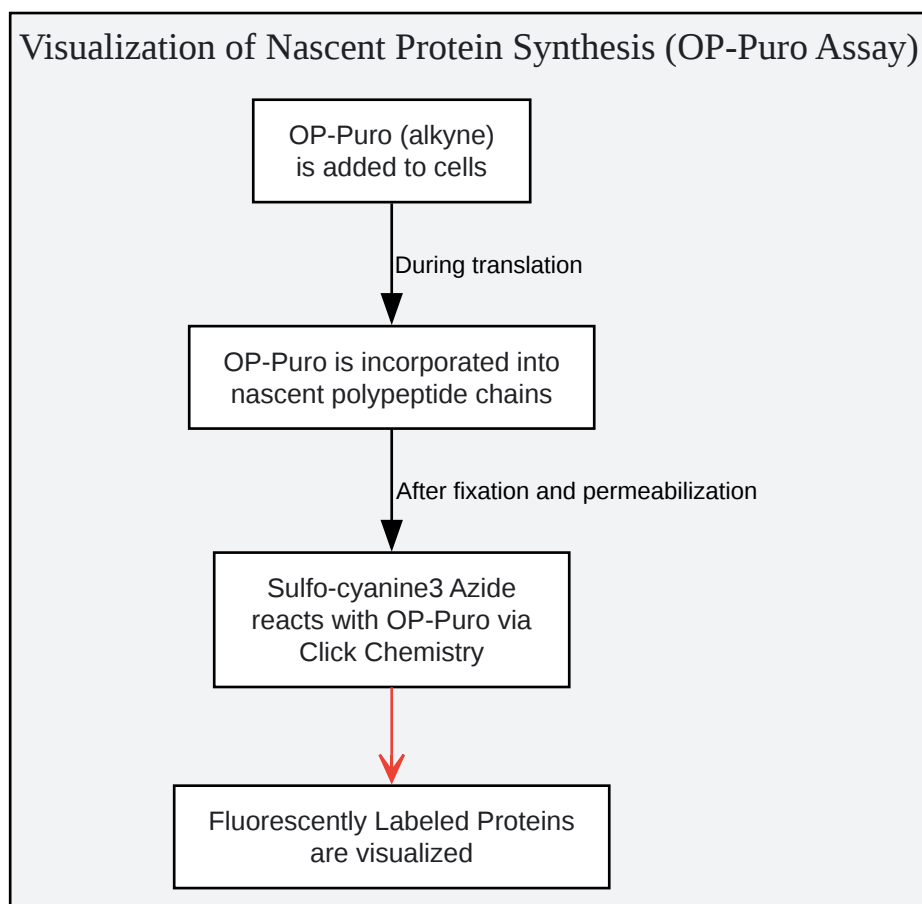 Visualization of Nascent Protein Synthesis (OP-Puro Assay)
OP-Puro (alkyne)
is added to cells
During translation
OP-Puro is incorporated into
nascent polypeptide chains
After fixation and permeabilization
Sulfo-cyanine3 Azide
reacts with OP-Puro via
Click Chemistry
Fluorescently Labeled Proteins
are visualized